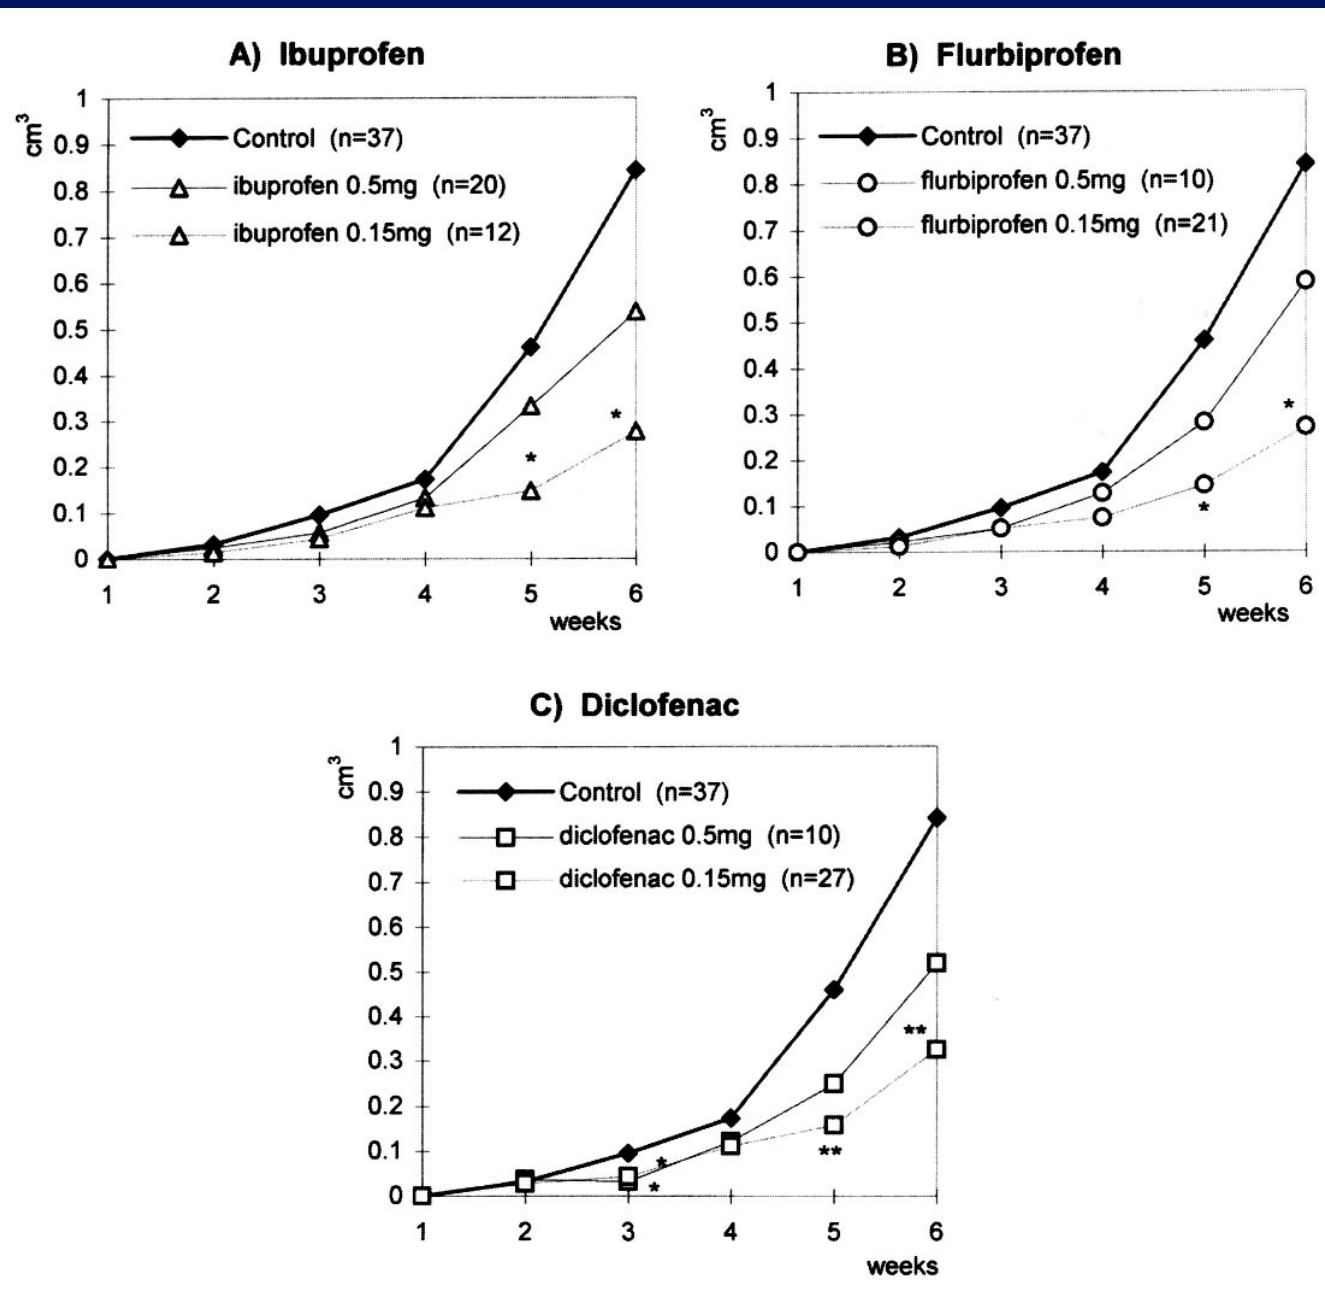 A) Ibuprofen
cm³
1
0.9
0.8
0.7
0.6
0.5
0.4
0.3
0.2
0.1
0
Control (n=37)
ibuprofen 0.5mg (n=20)
ibuprofen 0.15mg (n=12)
*
*
1 2 3 4 5 6
weeks
B) Flurbiprofen
cm³
1
0.9
0.8
0.7
0.6
0.5
0.4
0.3
0.2
0.1
0
Control (n=37)
flurbiprofen 0.5mg (n=10)
flurbiprofen 0.15mg (n=21)
*
*
1 2 3 4 5 6
weeks
C) Diclofenac
cm³
1
0.9
0.8
0.7
0.6
0.5
0.4
0.3
0.2
0.1
0
Control (n=37)
diclofenac 0.5mg (n=10)
diclofenac 0.15mg (n=27)
**
**
*
*
1 2 3 4 5 6
weeks